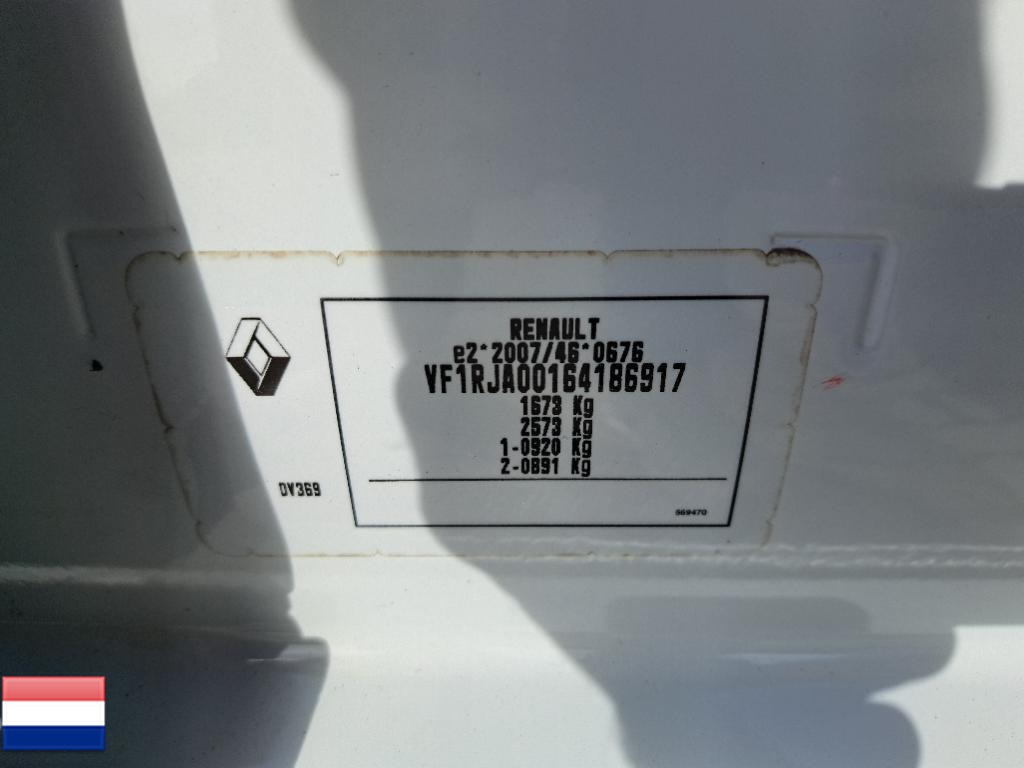 RENAULT
e2*2007/46*0676
VF1RJA00164186917
1673 Kg
2573 Kg
1-0920 Kg
2-0891 Kg
DV369
569470